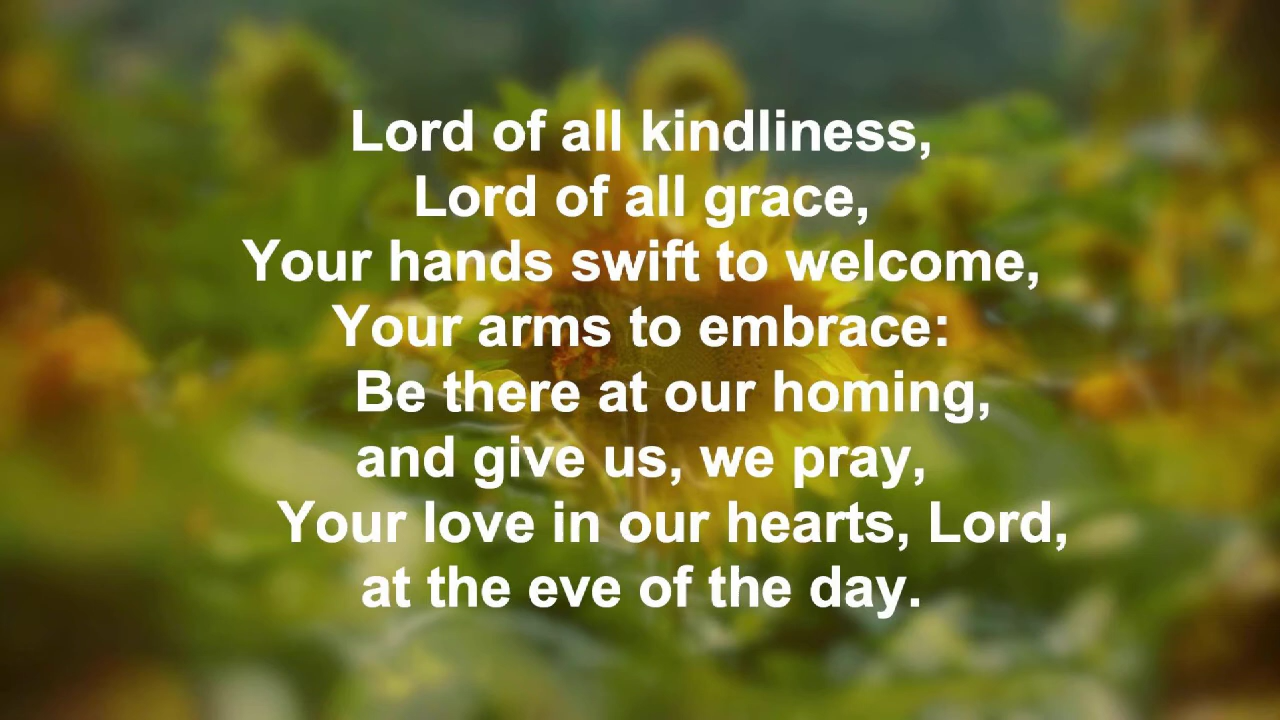 Lord of all kindliness,
Lord of all grace,
Your hands swift to welcome,
Your arms to embrace:
Be there at our homing,
and give us, we pray,
Your love in our hearts, Lord,
at the eve of the day.